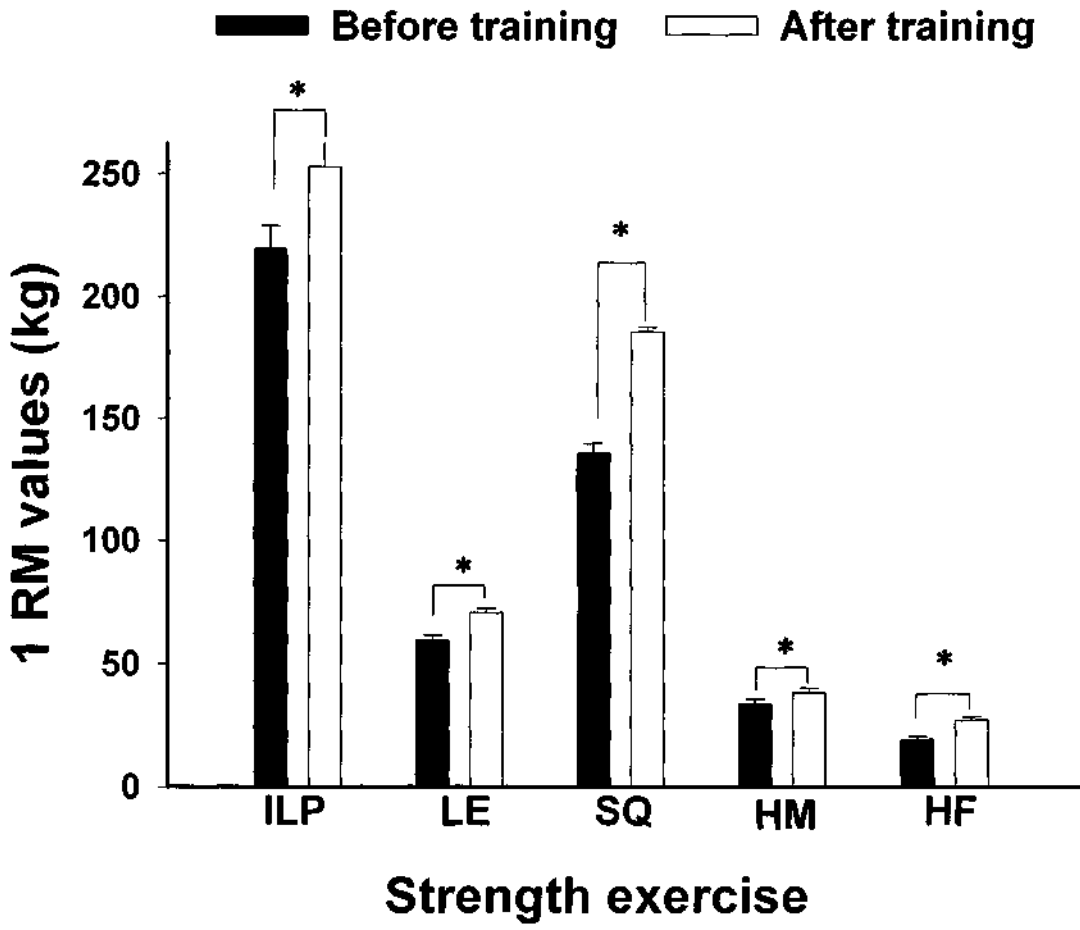 Before training After training
*
250
*
200
1 RM values (kg)
150
100
*
*
*
50
0
ILP LE SQ HM HF
Strength exercise